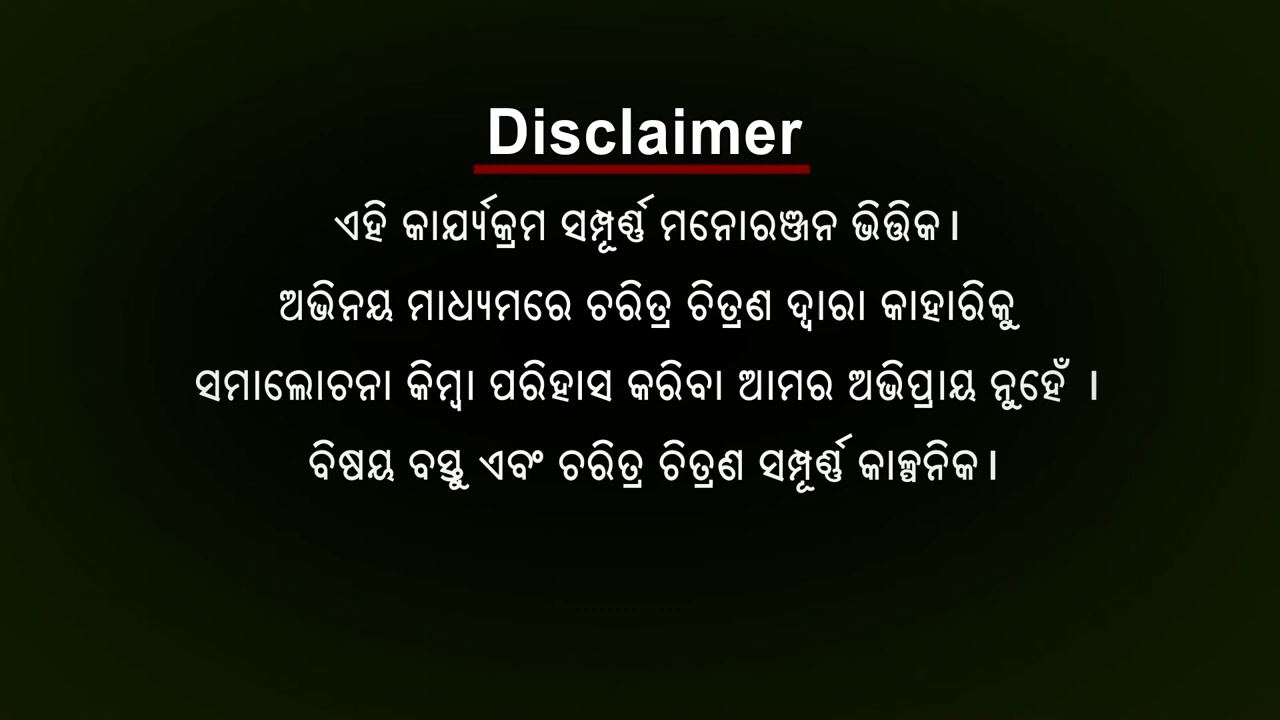 Disclaimer
ଏହି କାର୍ଯ୍ୟକ୍ରମ ସମ୍ପୂର୍ଣ୍ଣ ମନୋରଞ୍ଜନ ଭିତ୍ତିକ।
ଅଭିନୟ ମାଧ୍ୟମରେ ଚରିତ୍ର ଚିତ୍ରଣ ଦ୍ୱାରା କାହାରିକୁ
ସମାଲୋଚନା କିମ୍ବା ପରିହାସ କରିବା ଆମର ଅଭିପ୍ରାୟ ନୁହେଁ ।
ବିଷୟ ବସ୍ତୁ ଏବଂ ଚରିତ୍ର ଚିତ୍ରଣ ସମ୍ପୂର୍ଣ୍ଣ କାଳ୍ପନିକ।